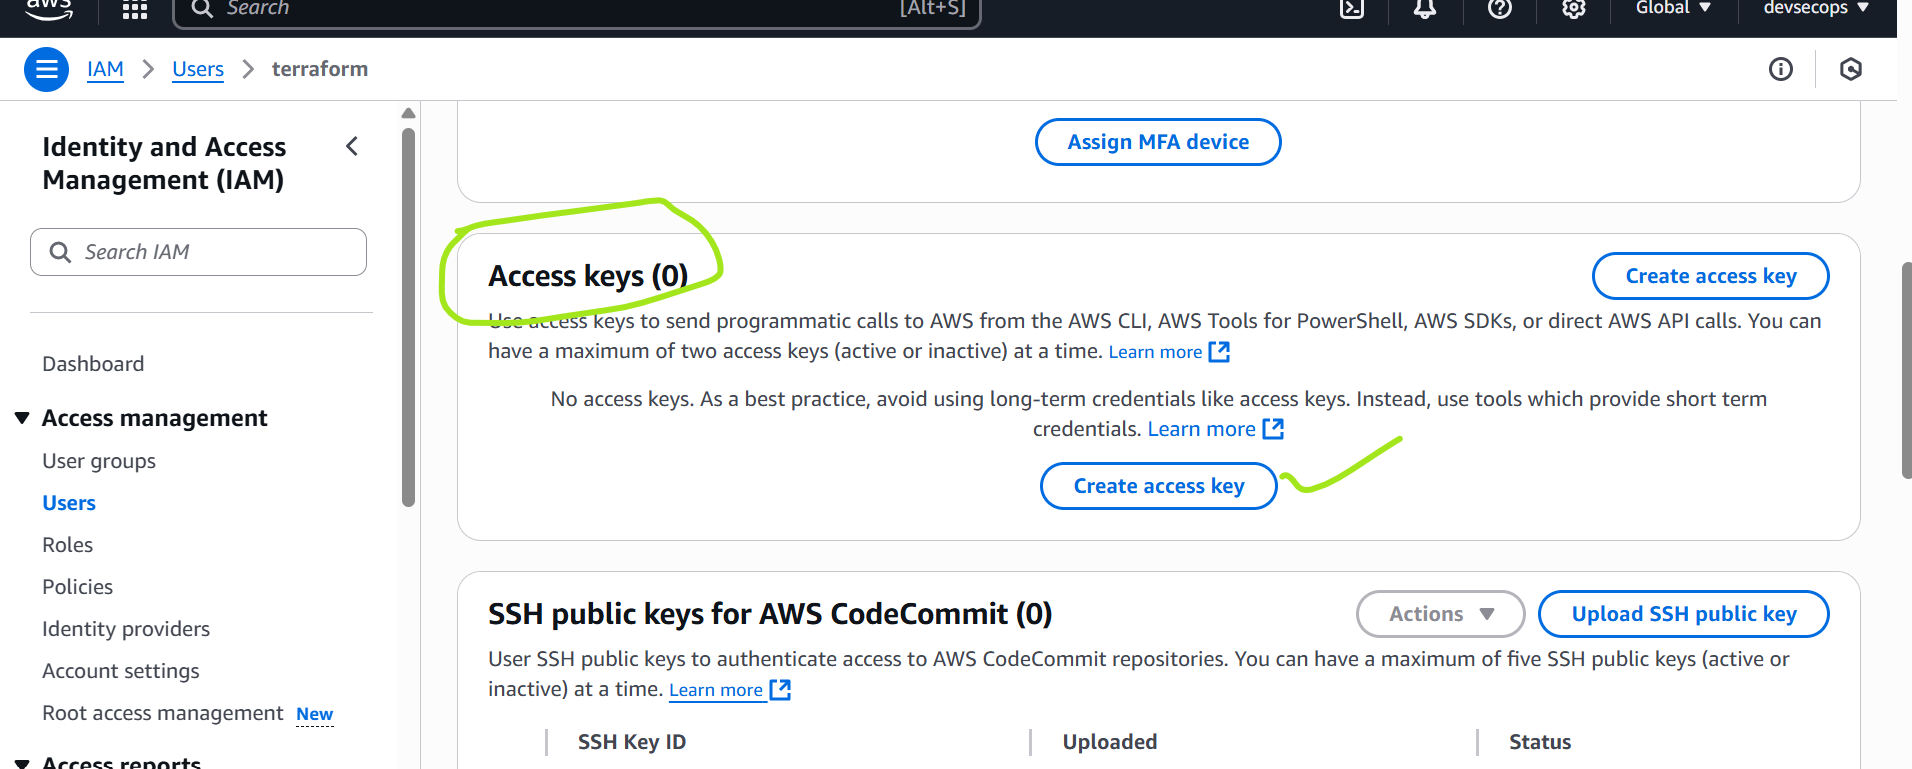 aws
Search
[Alt+S]
Global
devsecops
IAM
Users
terraform
Identity and Access
Management (IAM)
Search IAM
Dashboard
Access management
User groups
Users
Roles
Policies
Identity providers
Account settings
Root access management New
Access reports
Assign MFA device
Access keys (0)
Create access key
Use access keys to send programmatic calls to AWS from the AWS CLI, AWS Tools for PowerShell, AWS SDKs, or direct AWS API calls. You can
have a maximum of two access keys (active or inactive) at a time. Learn more
No access keys. As a best practice, avoid using long-term credentials like access keys. Instead, use tools which provide short term
credentials. Learn more
Create access key
SSH public keys for AWS CodeCommit (0)
Actions
Upload SSH public key
User SSH public keys to authenticate access to AWS CodeCommit repositories. You can have a maximum of five SSH public keys (active or
inactive) at a time. Learn more
SSH Key ID
Uploaded
Status